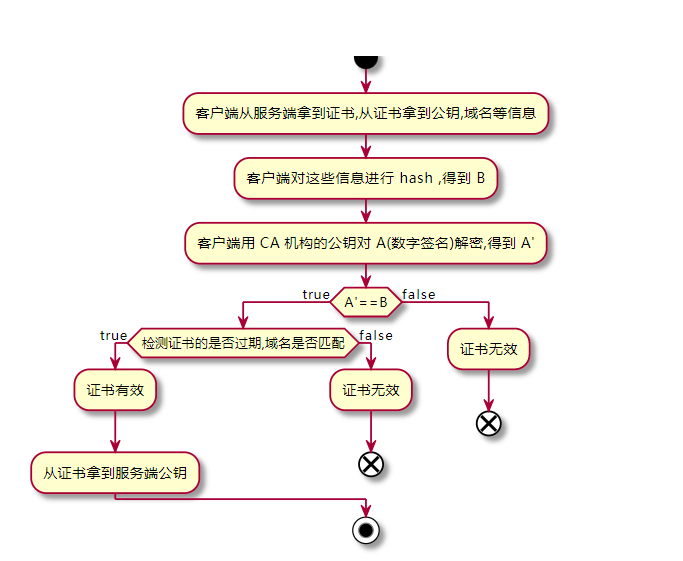 客户端从服务端拿到证书,从证书拿到公钥,域名等信息
客户端对这些信息进行 hash ,得到 B
客户端用 CA 机构的公钥对 A(数字签名)解密,得到 A'
true
A'==B
false
true
检测证书的是否过期,域名是否匹配
false
证书无效
证书有效
证书无效
从证书拿到服务端公钥